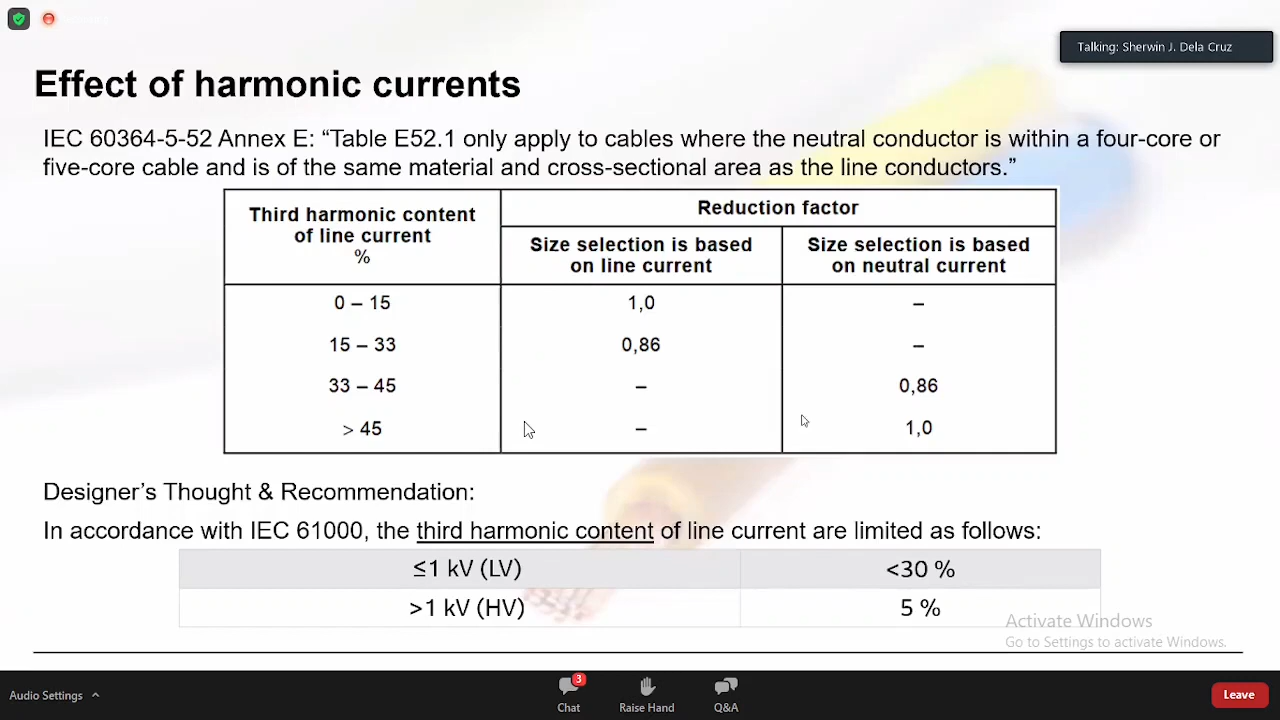 Talking: Sherwin J. Dela Cruz
Effect of harmonic currents
IEC 60364-5-52 Annex E: “Table E52.1 only apply to cables where the neutral conductor is within a four-core or
five-core cable and is of the same material and cross-sectional area as the line conductors.”
Third harmonic content
of line current
%
Reduction factor
Size selection is based
on line current
Size selection is based
on neutral current
0 – 15 1,0 –
15 – 33 0,86 –
33 – 45 – 0,86
> 45 – 1,0
Designer’s Thought & Recommendation:
In accordance with IEC 61000, the third harmonic content of line current are limited as follows:
≤1 kV (LV) <30 %
>1 kV (HV) 5 %
Activate Windows
Go to Settings to activate Windows.
Audio Settings
3
Chat
Raise Hand
Q&A
Leave